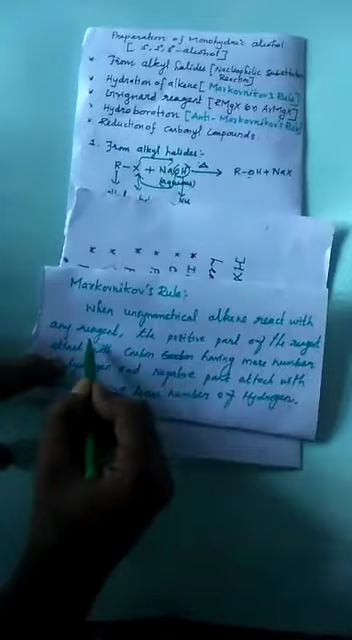 Preparation of Monohydric alcohol
[1°, 2°, 3° - alcohol]
* From alkyl halides [Nucleophilic Substitution Reaction]
* Hydration of alkene [Markovnikov's Rule]
* Grignard reagent [RMgX or ArMgX]
* Hydroboration [Anti-Markovnikov's Rule]
* Reduction of Carbonyl Compounds.
1. From alkyl halides:-
R-X + NaOH → R-OH + NaX
(aqueous)
Markovnikov's Rule:-
When unsymmetrical alkene react with
any reagent, the positive part of the reagent
attach with Carbon having more number
and negative part attach with
number of Hydrogen.